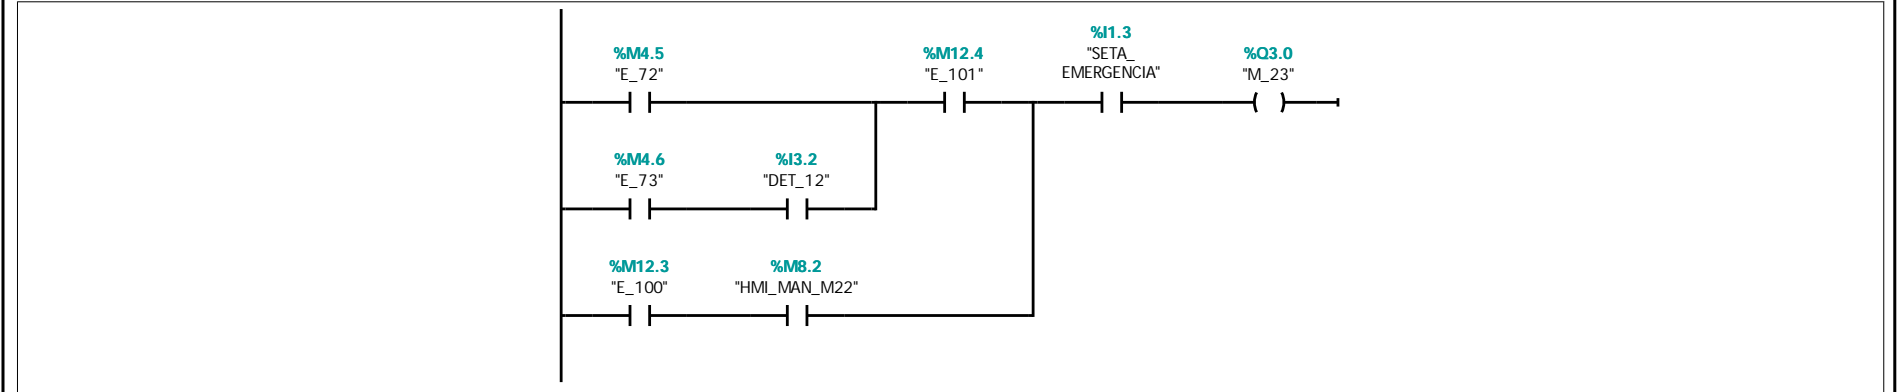 %I1.3
%M4.5 %M12.4 "SETA_ %Q3.0
"E_72" "E_101" EMERGENCIA" "M_23"
%M4.6 %I3.2
"E_73" "DET_12"
%M12.3 %M8.2
"E_100" "HMI_MAN_M22"